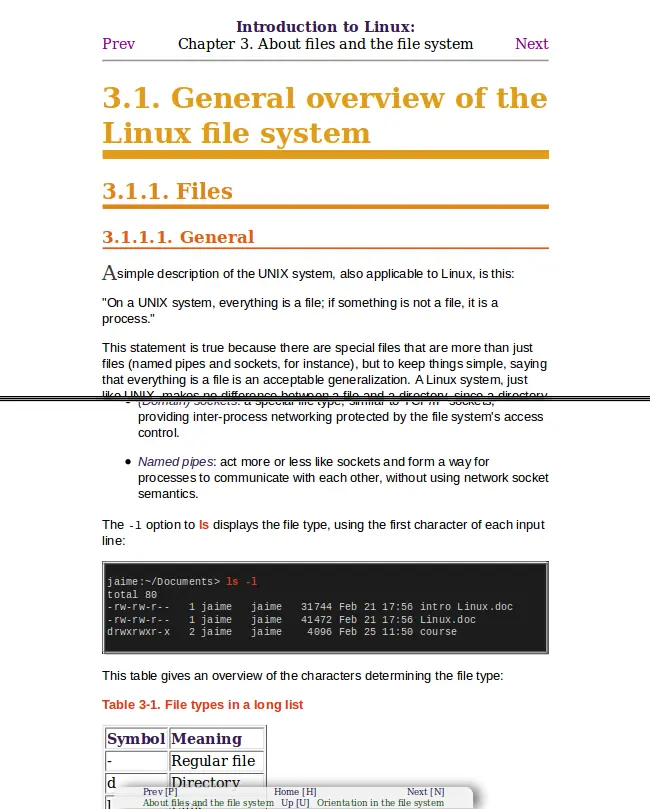 Introduction to Linux:
Prev Chapter 3. About files and the file system Next
3.1. General overview of the
Linux file system
3.1.1. Files
3.1.1.1. General
A simple description of the UNIX system, also applicable to Linux, is this:
"On a UNIX system, everything is a file; if something is not a file, it is a
process."
This statement is true because there are special files that are more than just
files (named pipes and sockets, for instance), but to keep things simple, saying
that everything is a file is an acceptable generalization. A Linux system, just
like UNIX, makes no difference between a file and a directory, since a directory
(Domain) sockets: a special file type, similar to TCP/IP sockets,
providing inter-process networking protected by the file system's access
control.
• Named pipes: act more or less like sockets and form a way for
processes to communicate with each other, without using network socket
semantics.
The -l option to ls displays the file type, using the first character of each input
line:
jaime:~/Documents> ls -l
total 80
-rw-rw-r-- 1 jaime jaime 31744 Feb 21 17:56 intro Linux.doc
-rw-rw-r-- 1 jaime jaime 41472 Feb 21 17:56 Linux.doc
drwxrwxr-x 2 jaime jaime 4096 Feb 25 11:50 course
This table gives an overview of the characters determining the file type:
Table 3-1. File types in a long list
Symbol Meaning
- Regular file
d Directory
Prev [P] Home [H] Next [N]
About files and the file system Up [U] Orientation in the file system